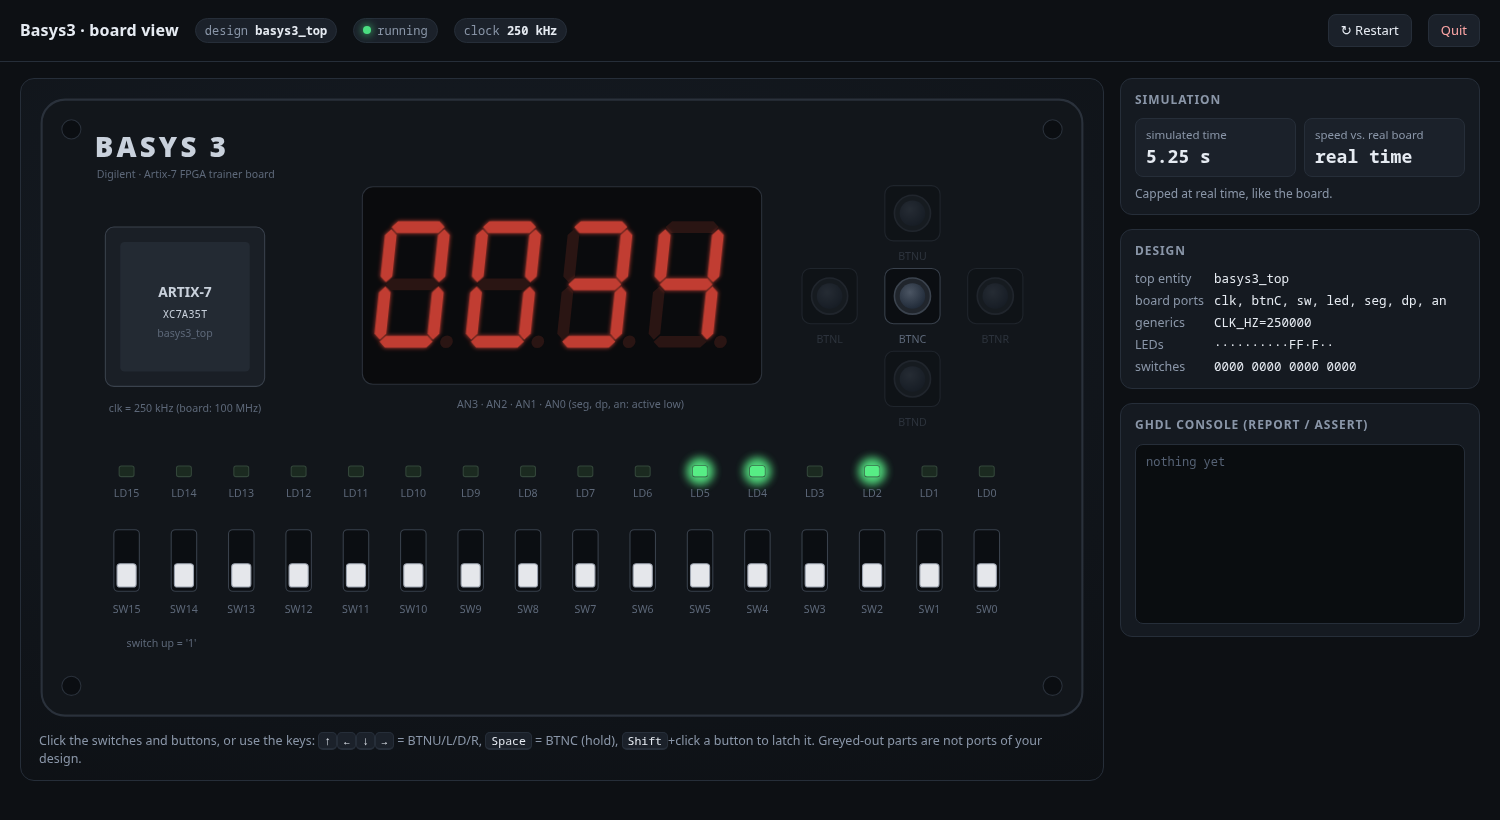 Basys3 · board view
design basys3_top
running
clock 250 kHz
↻ Restart
Quit
BASYS 3
Digilent · Artix-7 FPGA trainer board
ARTIX-7
XC7A35T
basys3_top
clk = 250 kHz (board: 100 MHz)
0034
AN3 · AN2 · AN1 · AN0 (seg, dp, an: active low)
BTNU
BTNL
BTNC
BTNR
BTND
LD15 LD14 LD13 LD12 LD11 LD10 LD9 LD8 LD7 LD6 LD5 LD4 LD3 LD2 LD1 LD0
SW15 SW14 SW13 SW12 SW11 SW10 SW9 SW8 SW7 SW6 SW5 SW4 SW3 SW2 SW1 SW0
switch up = '1'
Click the switches and buttons, or use the keys: ↑ ← ↓ → = BTNU/L/D/R, Space = BTNC (hold), Shift+click a button to latch it. Greyed-out parts are not ports of your
design.
SIMULATION
simulated time
5.25 s
speed vs. real board
real time
Capped at real time, like the board.
DESIGN
top entity basys3_top
board ports clk, btnC, sw, led, seg, dp, an
generics CLK_HZ=250000
LEDs ··········FF·F··
switches 0000 0000 0000 0000
GHDL CONSOLE (REPORT / ASSERT)
nothing yet